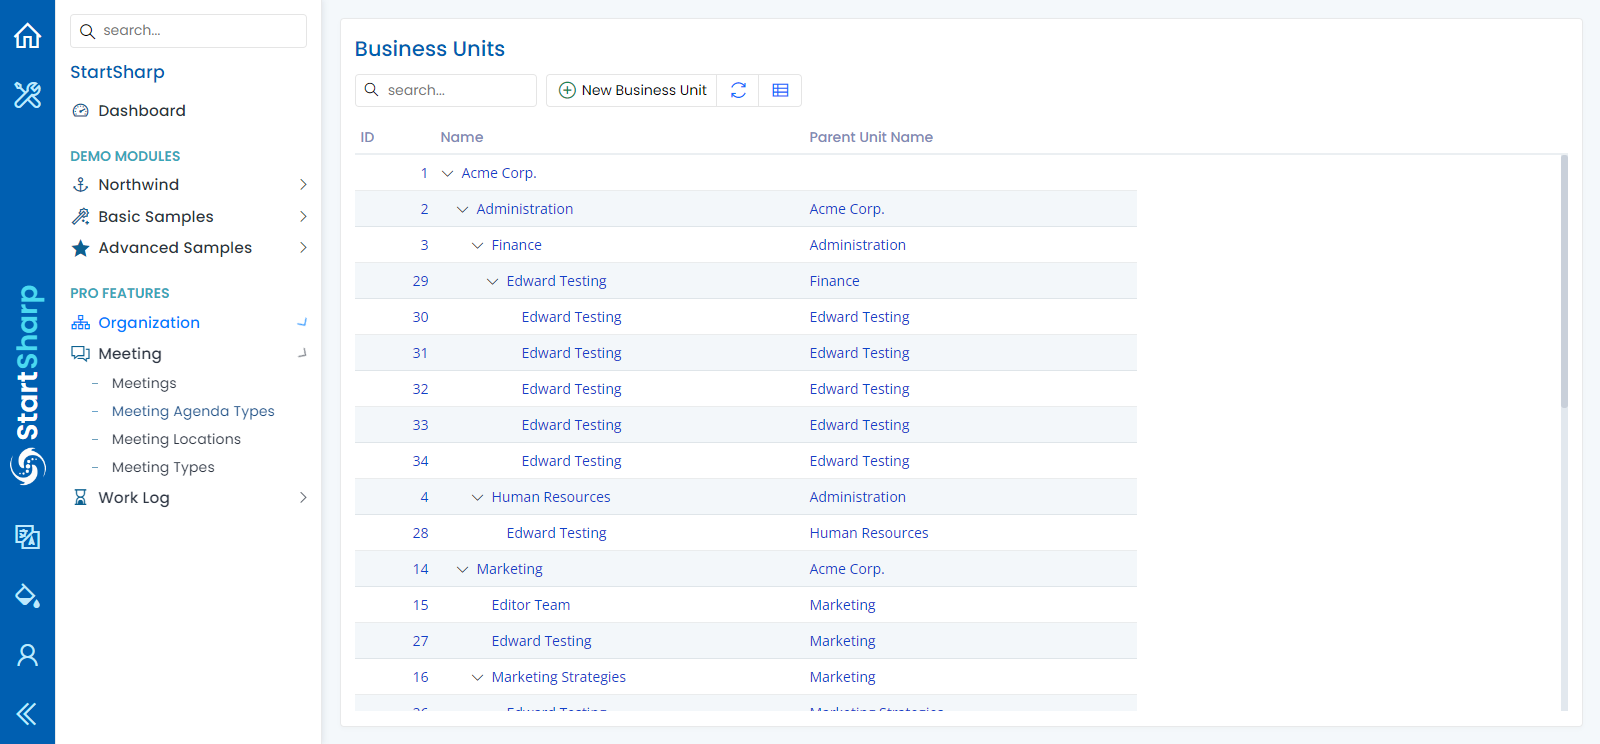 search...
StartSharp
Dashboard
DEMO MODULES
Northwind
Basic Samples
Advanced Samples
PRO FEATURES
Organization
Meeting
Meetings
Meeting Agenda Types
Meeting Locations
Meeting Types
Work Log
StartSharp
Business Units
search...
New Business Unit
ID Name Parent Unit Name
1 Acme Corp.
2 Administration Acme Corp.
3 Finance Administration
29 Edward Testing Finance
30 Edward Testing Edward Testing
31 Edward Testing Edward Testing
32 Edward Testing Edward Testing
33 Edward Testing Edward Testing
34 Edward Testing Edward Testing
4 Human Resources Administration
28 Edward Testing Human Resources
14 Marketing Acme Corp.
15 Editor Team Marketing
27 Edward Testing Marketing
16 Marketing Strategies Marketing
26 Edward Testing Marketing Strategies